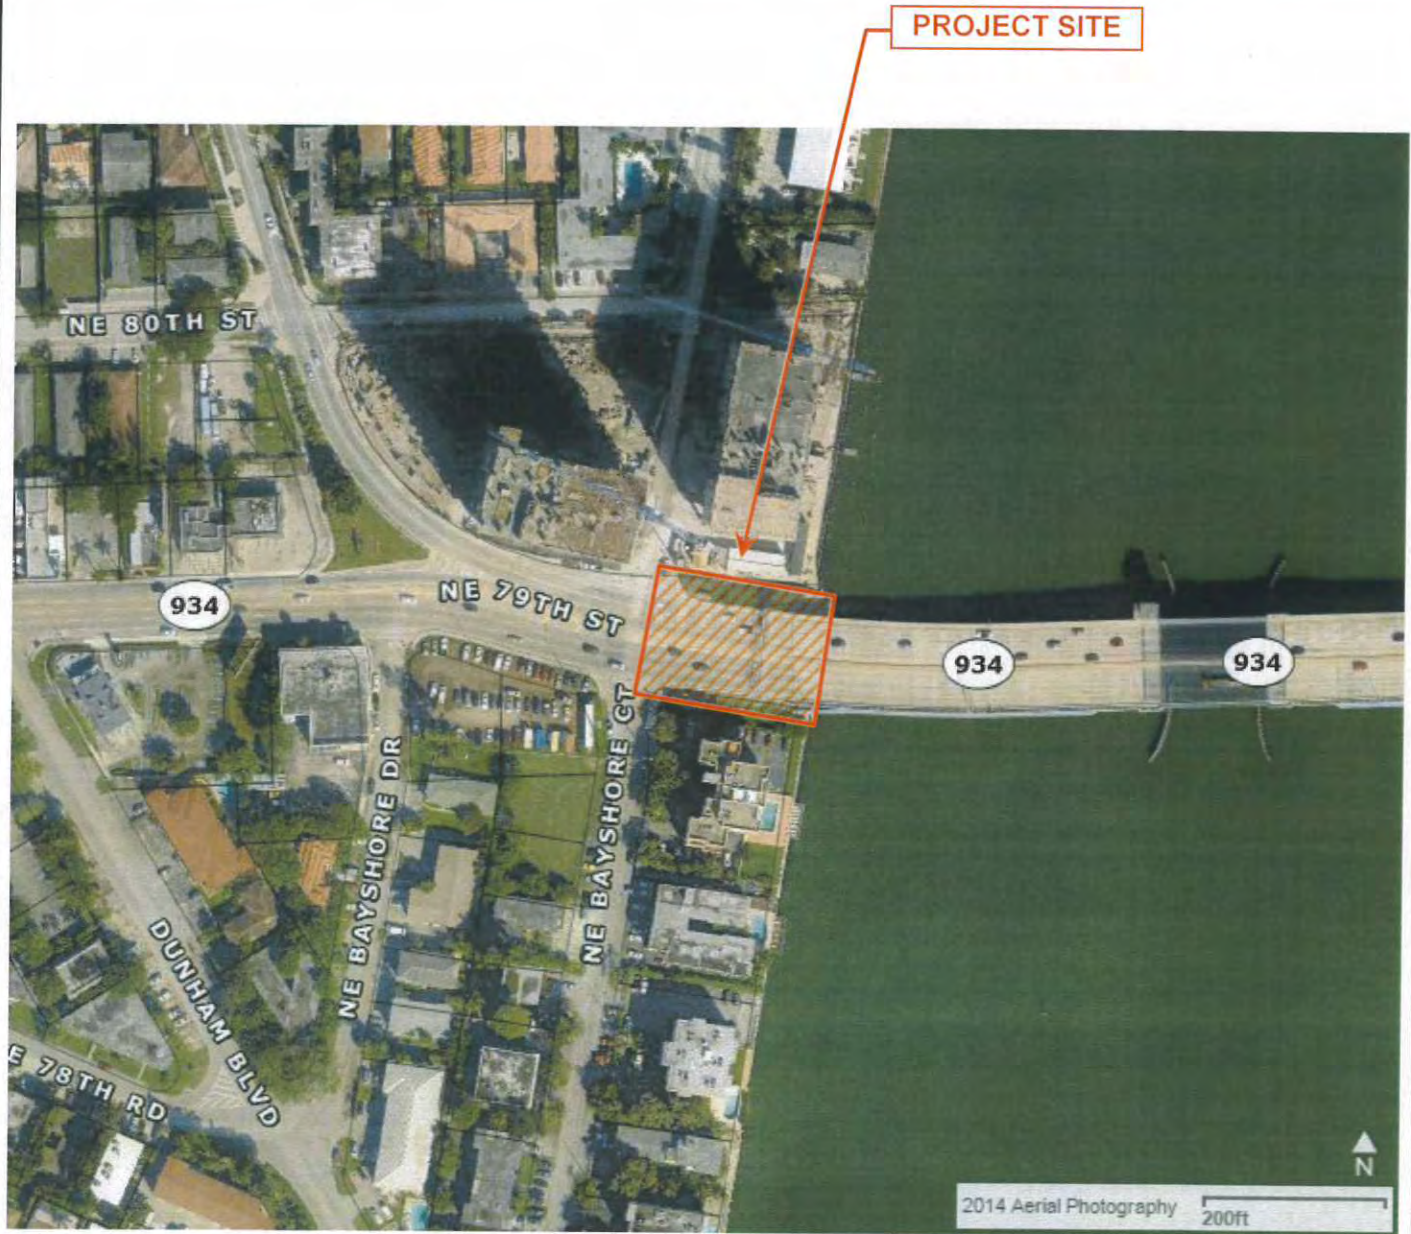 PROJECT SITE
NE 80TH ST
934
NE 79TH ST
934
934
NE BAYSHORE CT
NE BAYSHORE DR
DUNHAM BLVD
E 78TH RD
N
2014 Aerial Photography
200ft